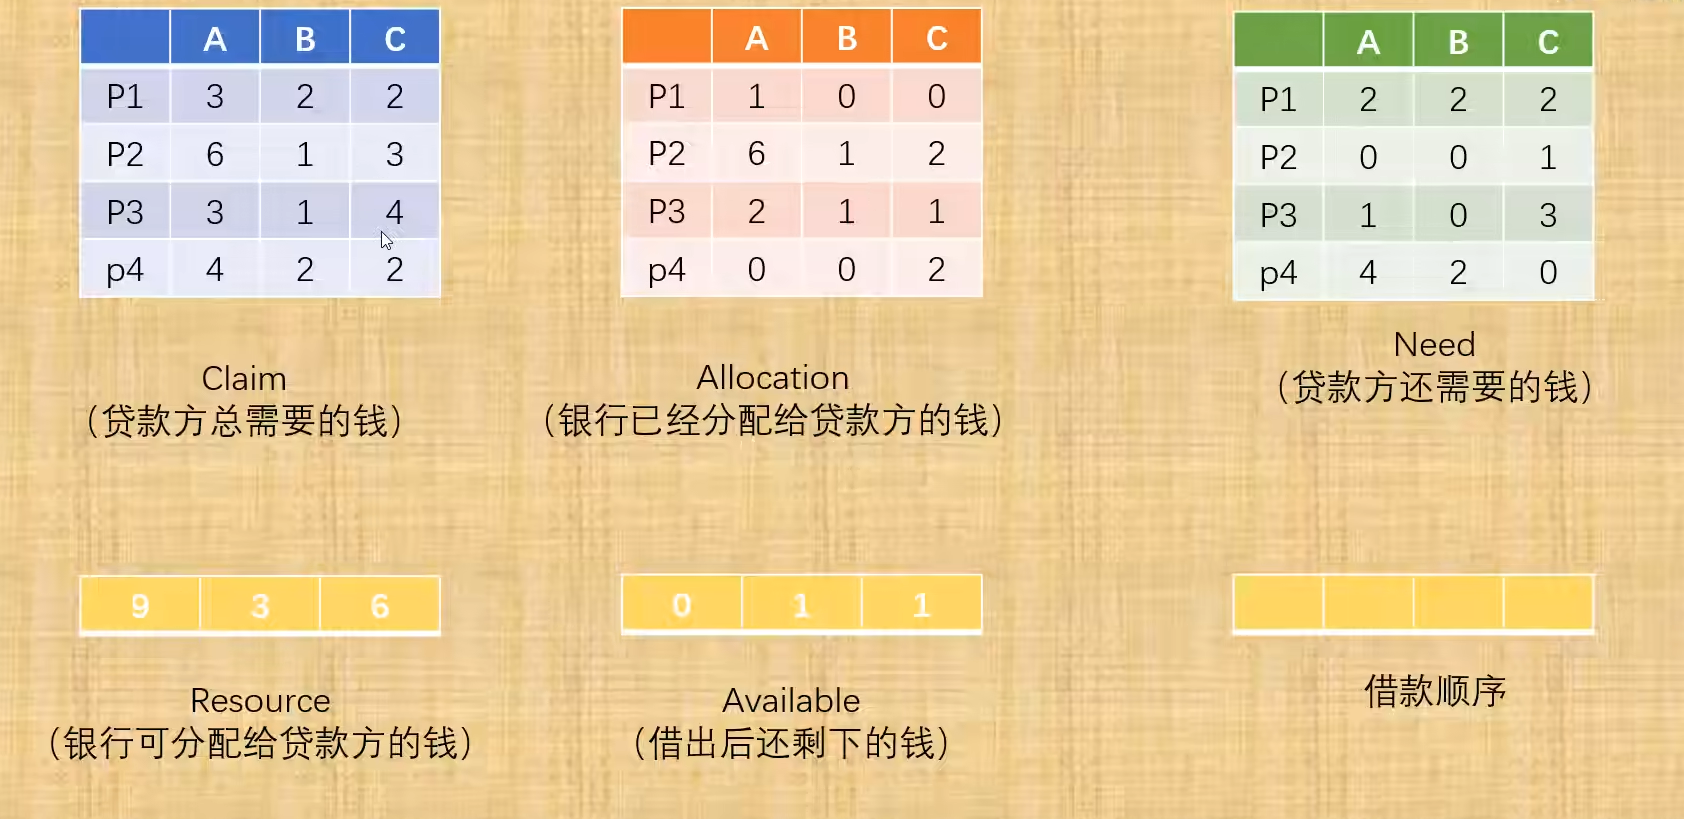 A B C
P1 3 2 2
P2 6 1 3
P3 3 1 4
p4 4 2 2
Claim
（贷款方总需要的钱）
A B C
P1 1 0 0
P2 6 1 2
P3 2 1 1
p4 0 0 2
Allocation
（银行已经分配给贷款方的钱）
A B C
P1 2 2 2
P2 0 0 1
P3 1 0 3
p4 4 2 0
Need
（贷款方还需要的钱）
9 3 6
Resource
（银行可分配给贷款方的钱）
0 1 1
Available
（借出后还剩下的钱）
借款顺序